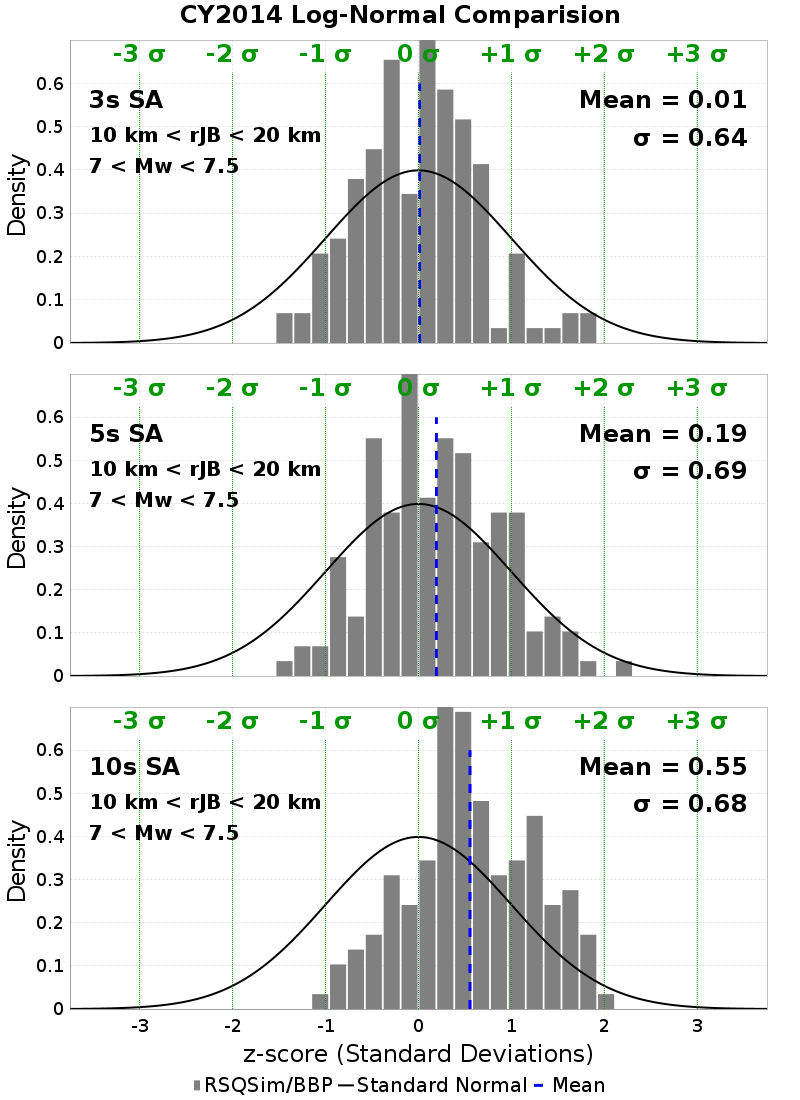 CY2014 Log-Normal Comparision
-3 σ -2 σ -1 σ 0 σ +1 σ +2 σ +3 σ
3s SA
10 km < rJB < 20 km
7 < Mw < 7.5
Mean = 0.01
σ = 0.64
Density
0.6
0.5
0.4
0.3
0.2
0.1
0
-3 σ -2 σ -1 σ 0 σ +1 σ +2 σ +3 σ
5s SA
10 km < rJB < 20 km
7 < Mw < 7.5
Mean = 0.19
σ = 0.69
Density
0.6
0.5
0.4
0.3
0.2
0.1
0
-3 σ -2 σ -1 σ 0 σ +1 σ +2 σ +3 σ
10s SA
10 km < rJB < 20 km
7 < Mw < 7.5
Mean = 0.55
σ = 0.68
Density
0.6
0.5
0.4
0.3
0.2
0.1
0
-3 -2 -1 0 1 2 3
z-score (Standard Deviations)
RSQSim/BBP Standard Normal Mean